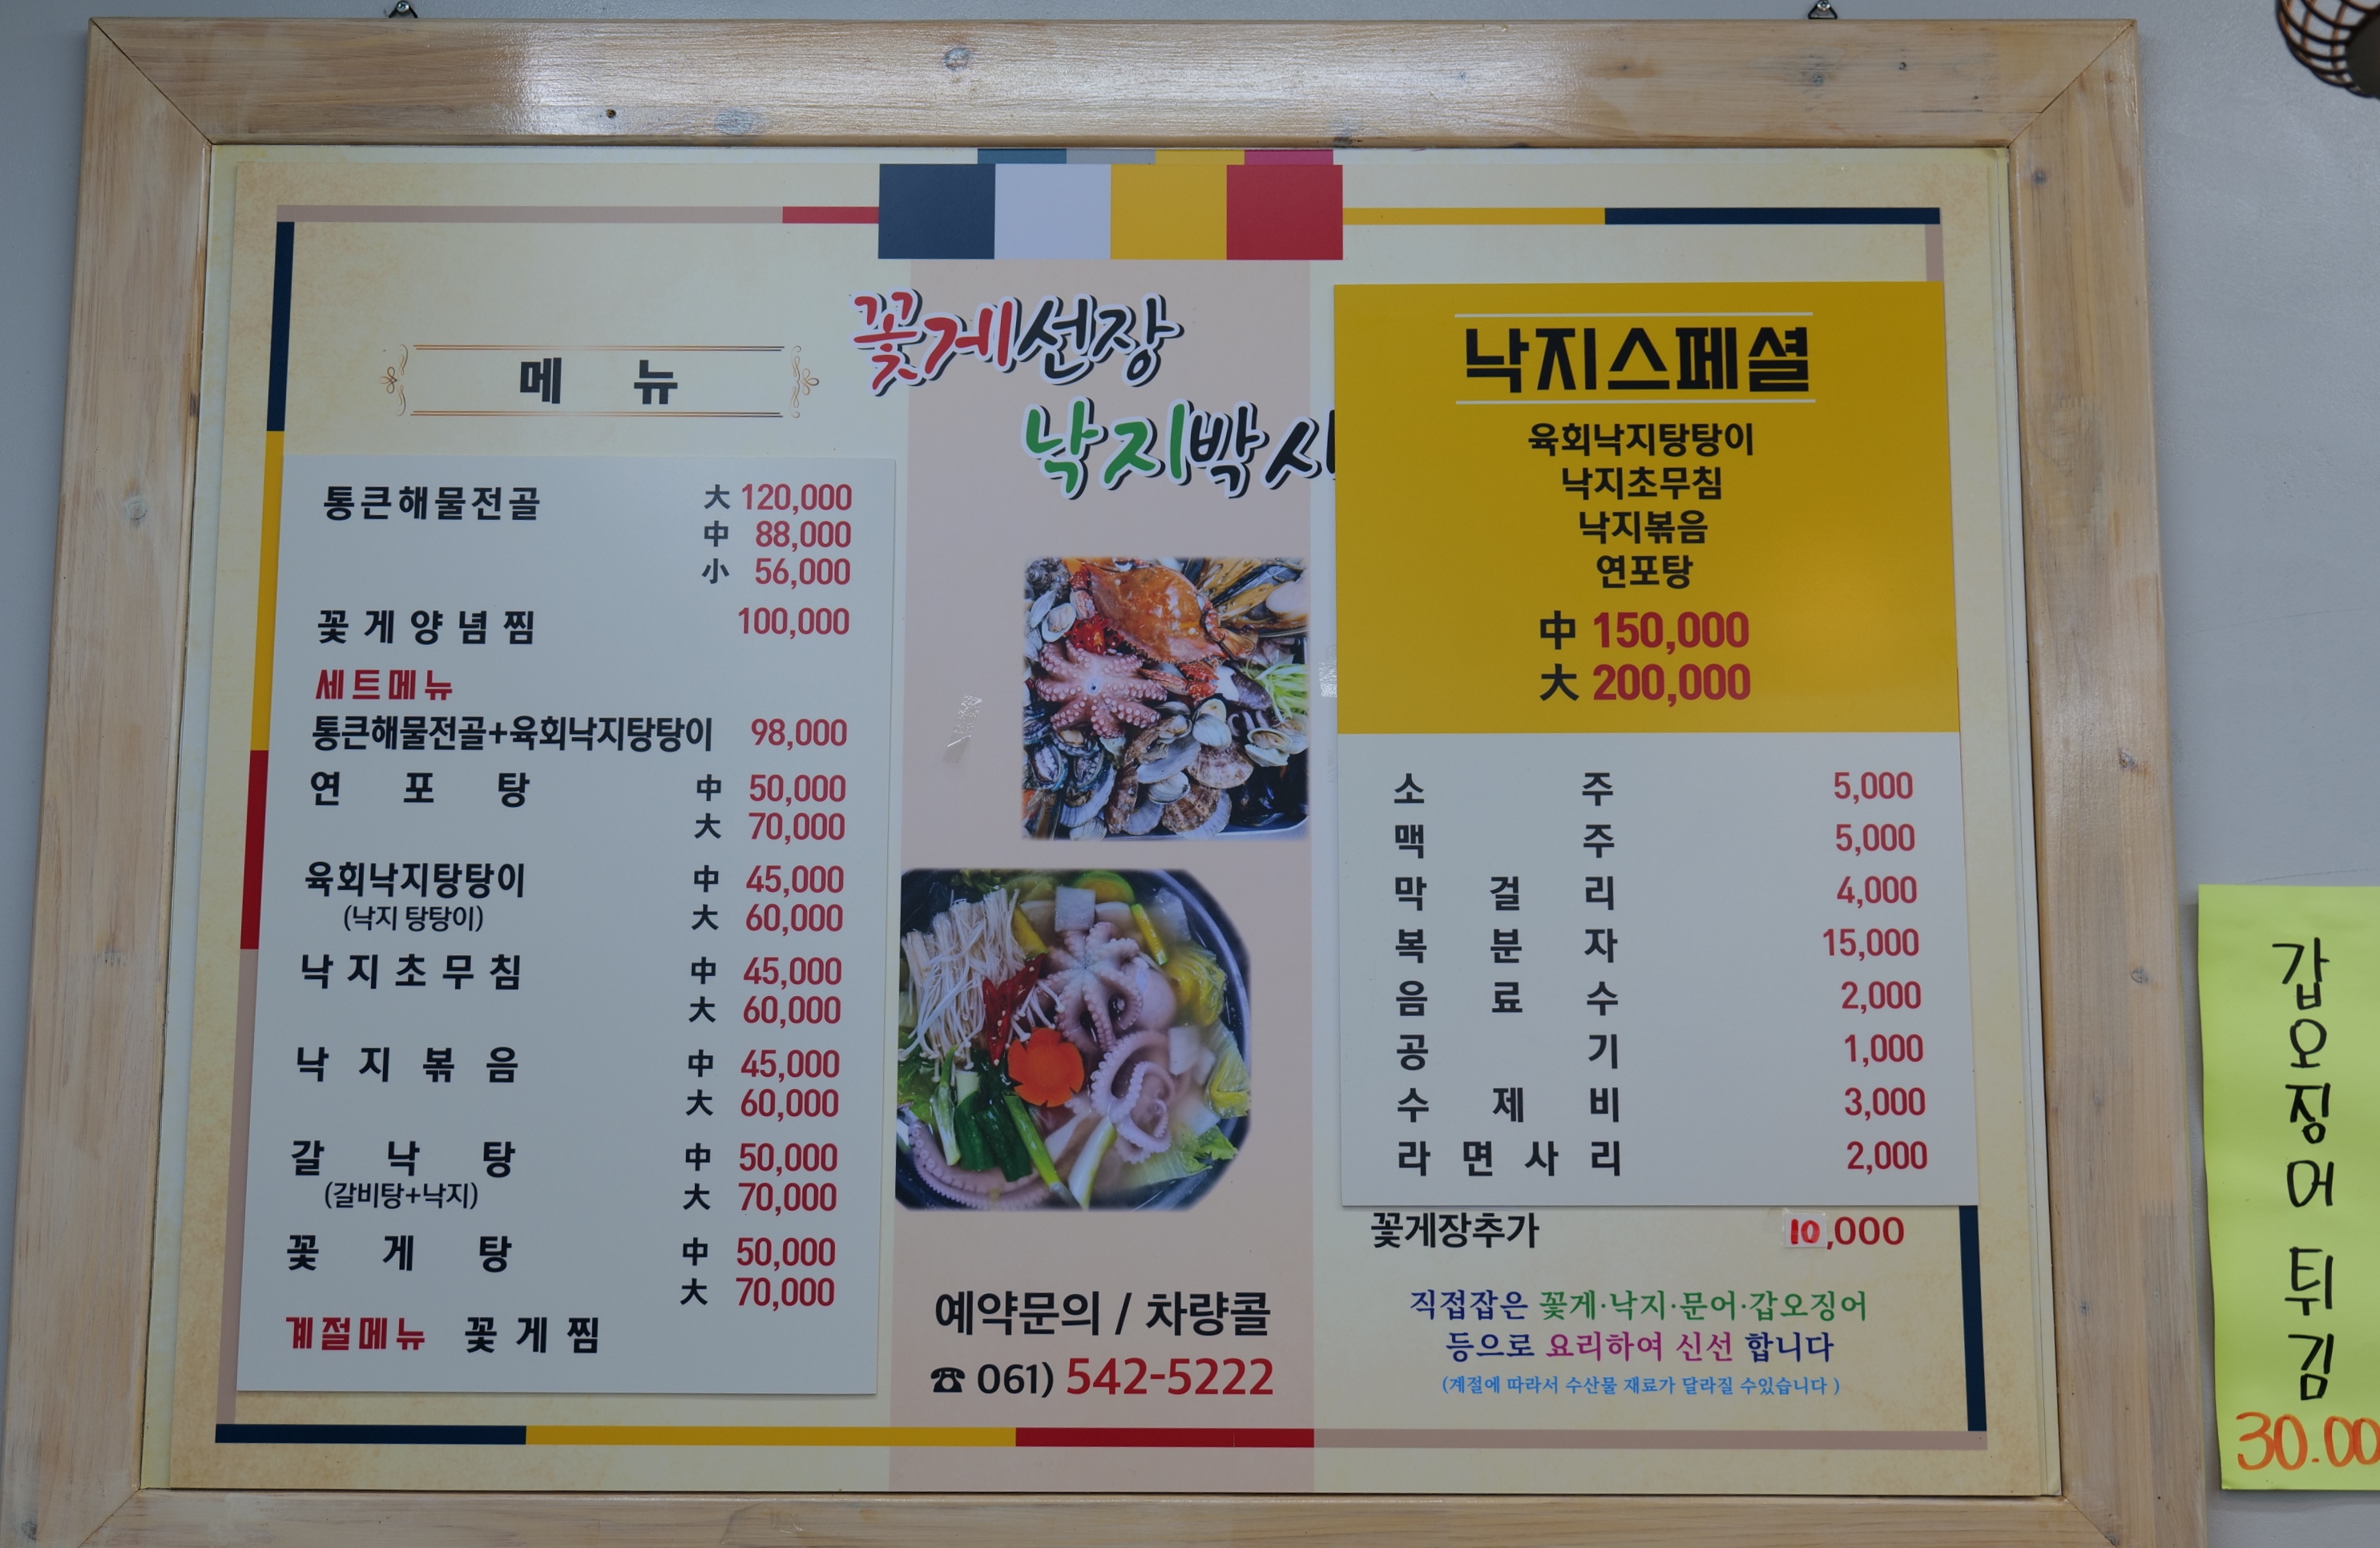 꽃게선장
낙지박사
메 뉴
통큰해물전골 大 120,000
中 88,000
小 56,000
꽃게양념찜 100,000
세트메뉴
통큰해물전골+육회낙지탕탕이 98,000
연포탕 中 50,000
大 70,000
육회낙지탕탕이 中 45,000
(낙지 탕탕이) 大 60,000
낙지초무침 中 45,000
大 60,000
낙지볶음 中 45,000
大 60,000
갈낙탕 中 50,000
(갈비탕+낙지) 大 70,000
꽃게탕 中 50,000
大 70,000
계절메뉴 꽃게찜
예약문의 / 차량콜
☎ 061) 542-5222
낙지스페셜
육회낙지탕탕이
낙지초무침
낙지볶음
연포탕
中 150,000
大 200,000
소주 5,000
맥주 5,000
막걸리 4,000
복분자 15,000
음료수 2,000
공기 1,000
수제비 3,000
라면사리 2,000
꽃게장추가 10,000
직접잡은 꽃게·낙지·문어·갑오징어
등으로 요리하여 신선 합니다
(계절에 따라서 수산물 재료가 달라질 수있습니다 )
갑오징어 튀김
30.00